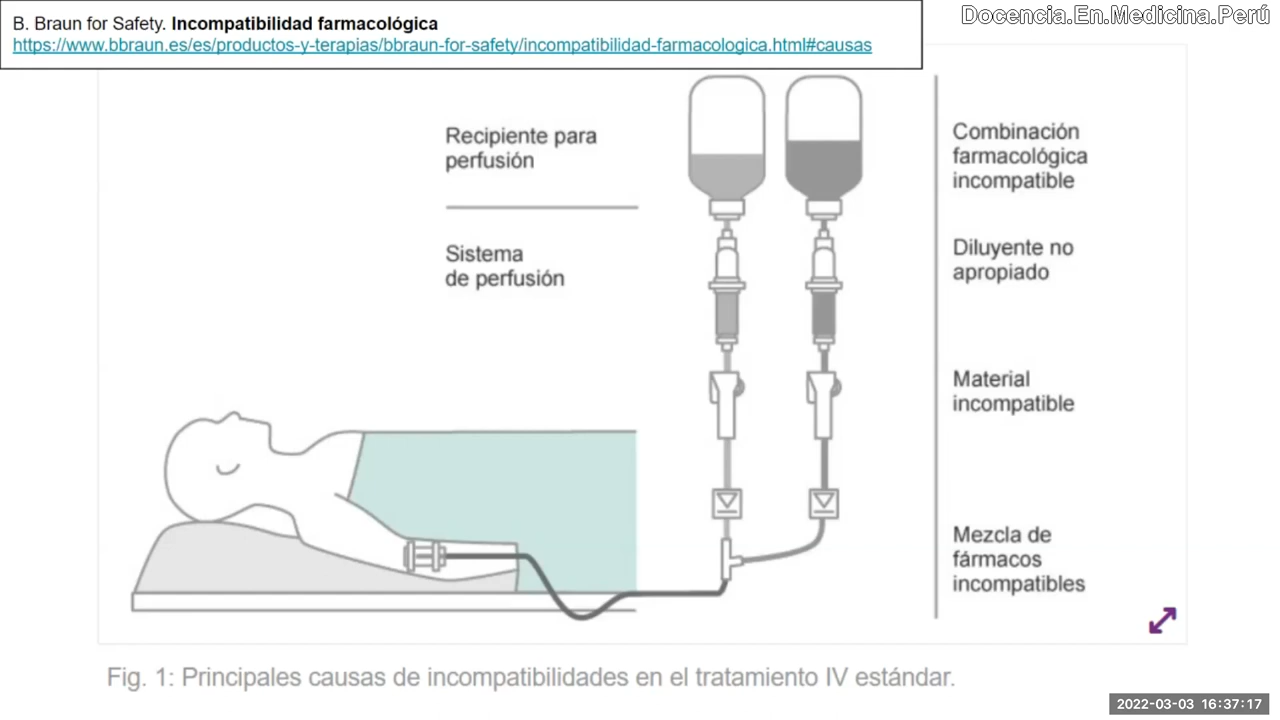 B. Braun for Safety. Incompatibilidad farmacológica
https://www.bbraun.es/es/productos-y-terapias/bbraun-for-safety/incompatibilidad-farmacologica.html#causas
Docencia.En.Medicina.Perú
Recipiente para
perfusión
Sistema
de perfusión
Combinación
farmacológica
incompatible
Diluyente no
apropiado
Material
incompatible
Mezcla de
fármacos
incompatibles
Fig. 1: Principales causas de incompatibilidades en el tratamiento IV estándar.
2022-03-03 16:37:17